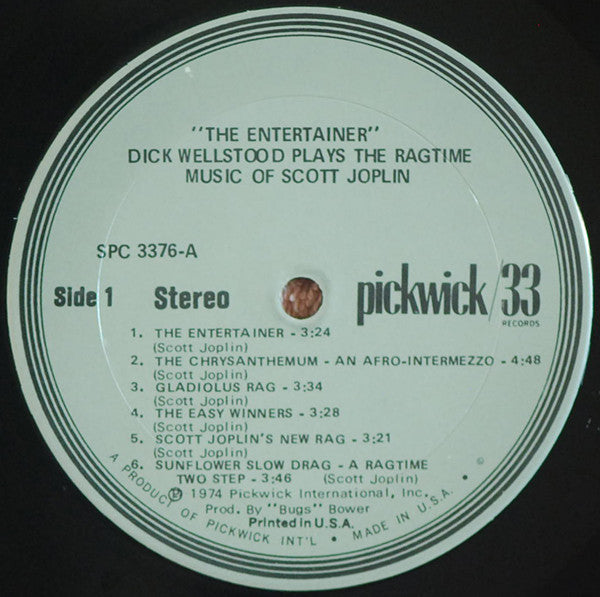 "THE ENTERTAINER"
DICK WELLSTOOD PLAYS THE RAGTIME
MUSIC OF SCOTT JOPLIN
SPC 3376-A
Side 1 Stereo
pickwick/33
RECORDS
1. THE ENTERTAINER - 3:24
(Scott Joplin)
2. THE CHRYSANTHEMUM - AN AFRO-INTERMEZZO - 4:48
(Scott Joplin)
3. GLADIOLUS RAG - 3:34
(Scott Joplin)
4. THE EASY WINNERS - 3:28
(Scott Joplin)
5. SCOTT JOPLIN'S NEW RAG - 3:21
(Scott Joplin)
6. SUNFLOWER SLOW DRAG - A RAGTIME
TWO STEP - 3:46 (Scott Joplin)
℗ 1974 Pickwick International, Inc.
Prod. By "Bugs" Bower
Printed in U.S.A.
A PRODUCT OF PICKWICK INT'L • MADE IN U.S.A. • ©